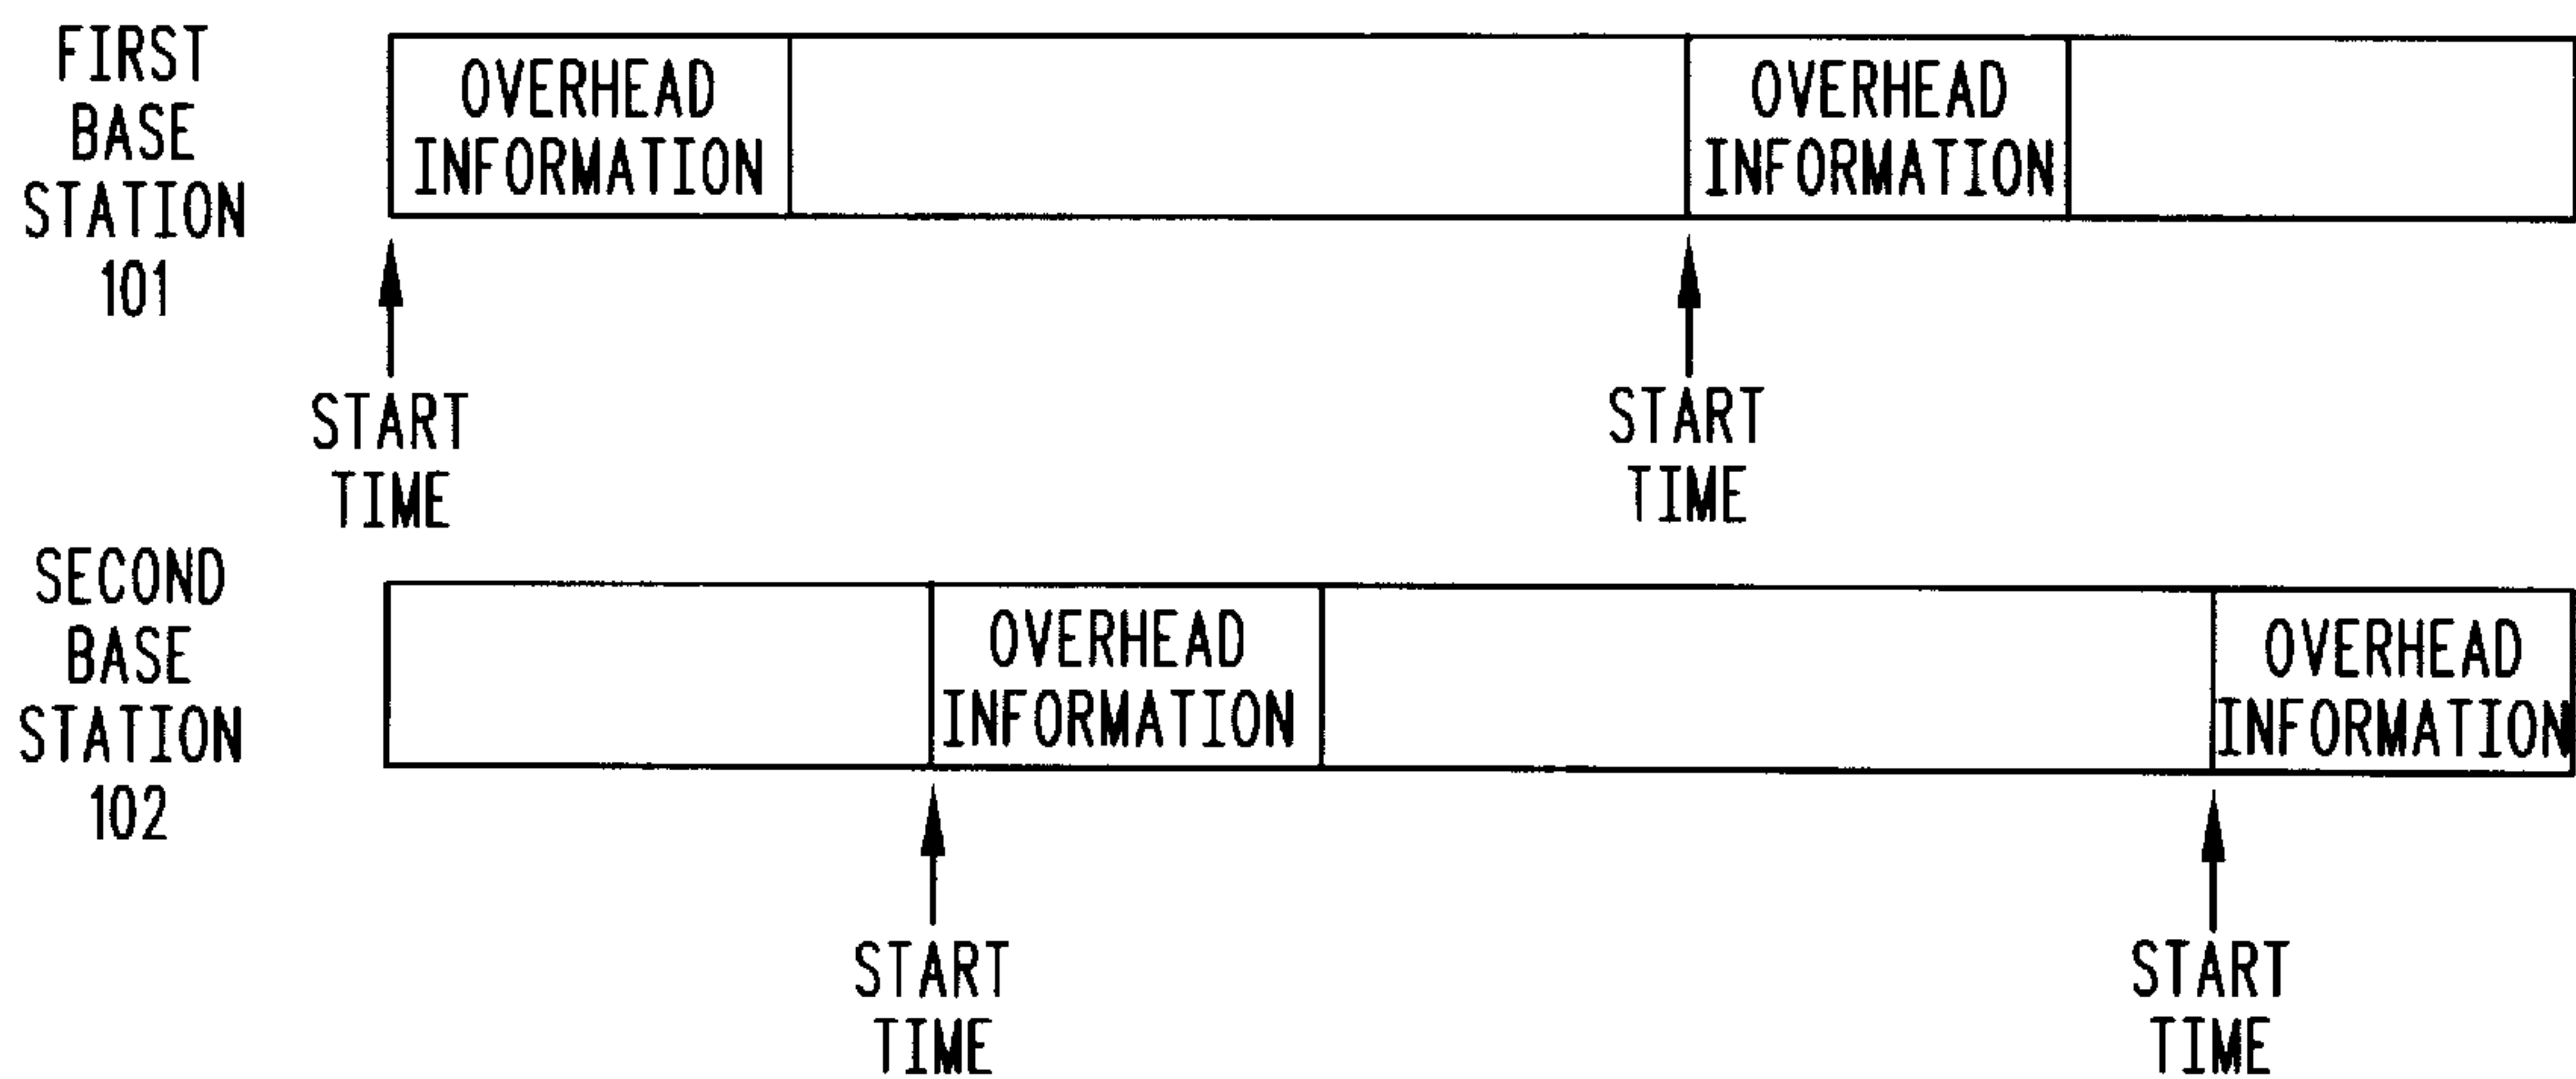 FIRST
BASE
STATION
101
OVERHEAD
INFORMATION
OVERHEAD
INFORMATION
START
TIME
START
TIME
SECOND
BASE
STATION
102
OVERHEAD
INFORMATION
OVERHEAD
INFORMATION
START
TIME
START
TIME